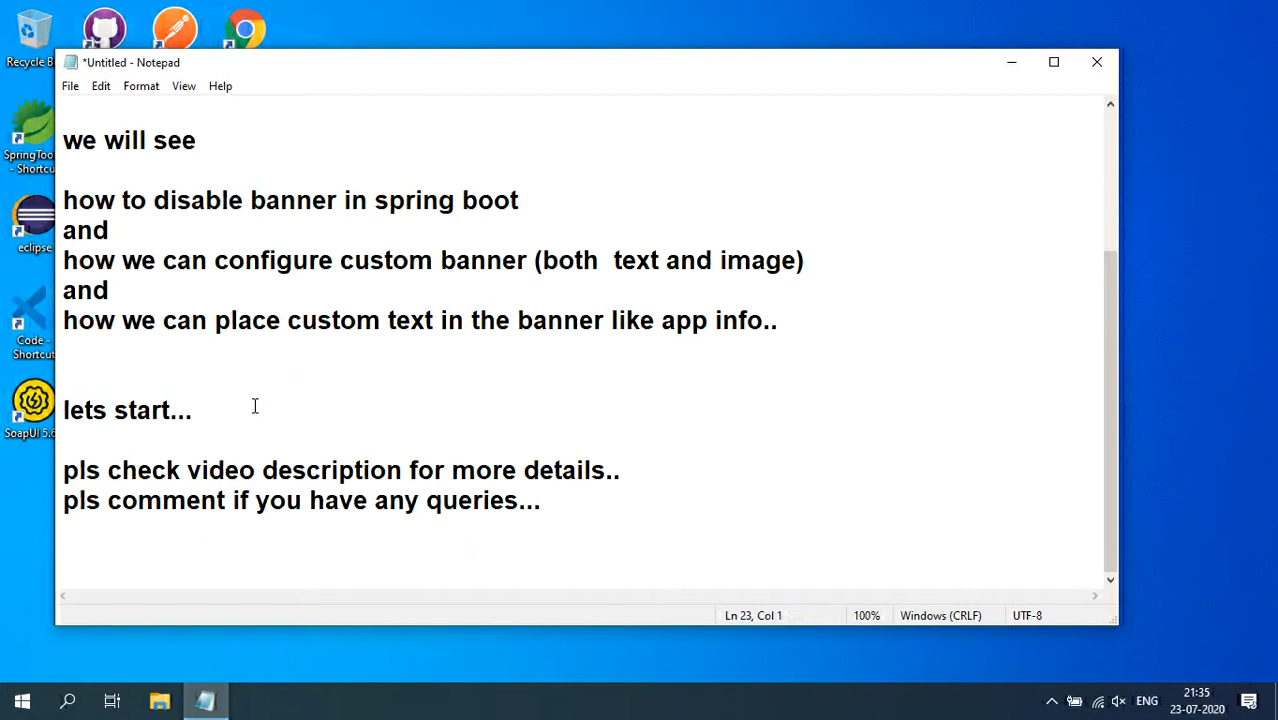 Recycle B
SpringToo
- Shortcu
eclipse
Code -
Shortcut
SoapUI 5.6
*Untitled - Notepad
File Edit Format View Help
we will see
how to disable banner in spring boot
and
how we can configure custom banner (both  text and image)
and
how we can place custom text in the banner like app info..
lets start...
pls check video description for more details..
pls comment if you have any queries...
Ln 23, Col 1 100% Windows (CRLF) UTF-8
ENG
21:35
23-07-2020